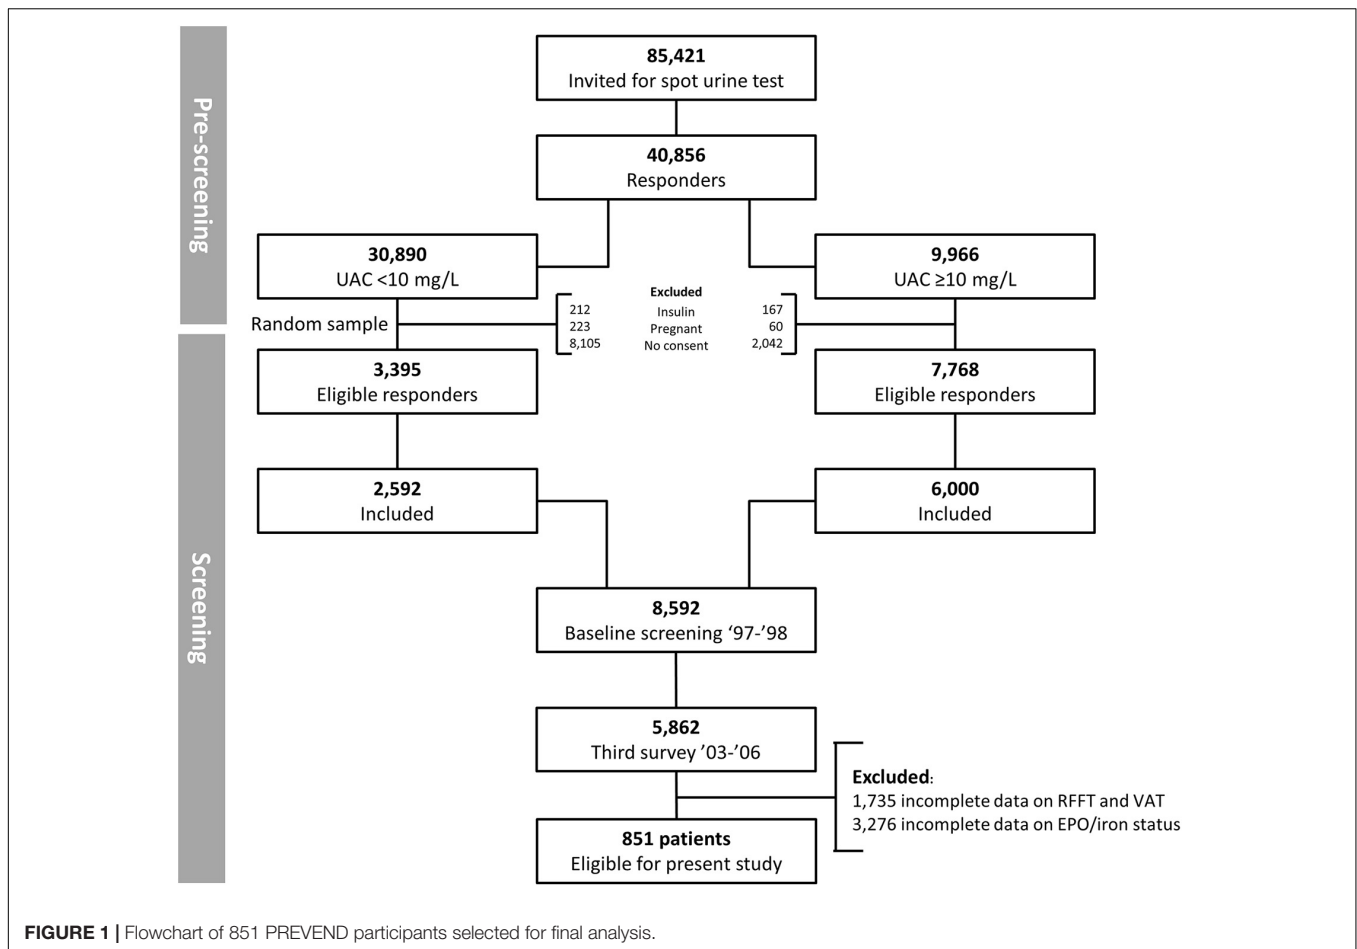 Pre-screening
85,421
Invited for spot urine test
40,856
Responders
30,890
UAC <10 mg/L
9,966
UAC ≥10 mg/L
Random sample
Excluded
212 Insulin 167
223 Pregnant 60
8,105 No consent 2,042
Screening
3,395
Eligible responders
7,768
Eligible responders
2,592
Included
6,000
Included
8,592
Baseline screening ‘97-’98
5,862
Third survey ’03-’06
Excluded:
1,735 incomplete data on RFFT and VAT
3,276 incomplete data on EPO/iron status
851 patients
Eligible for present study
FIGURE 1 | Flowchart of 851 PREVEND participants selected for final analysis.